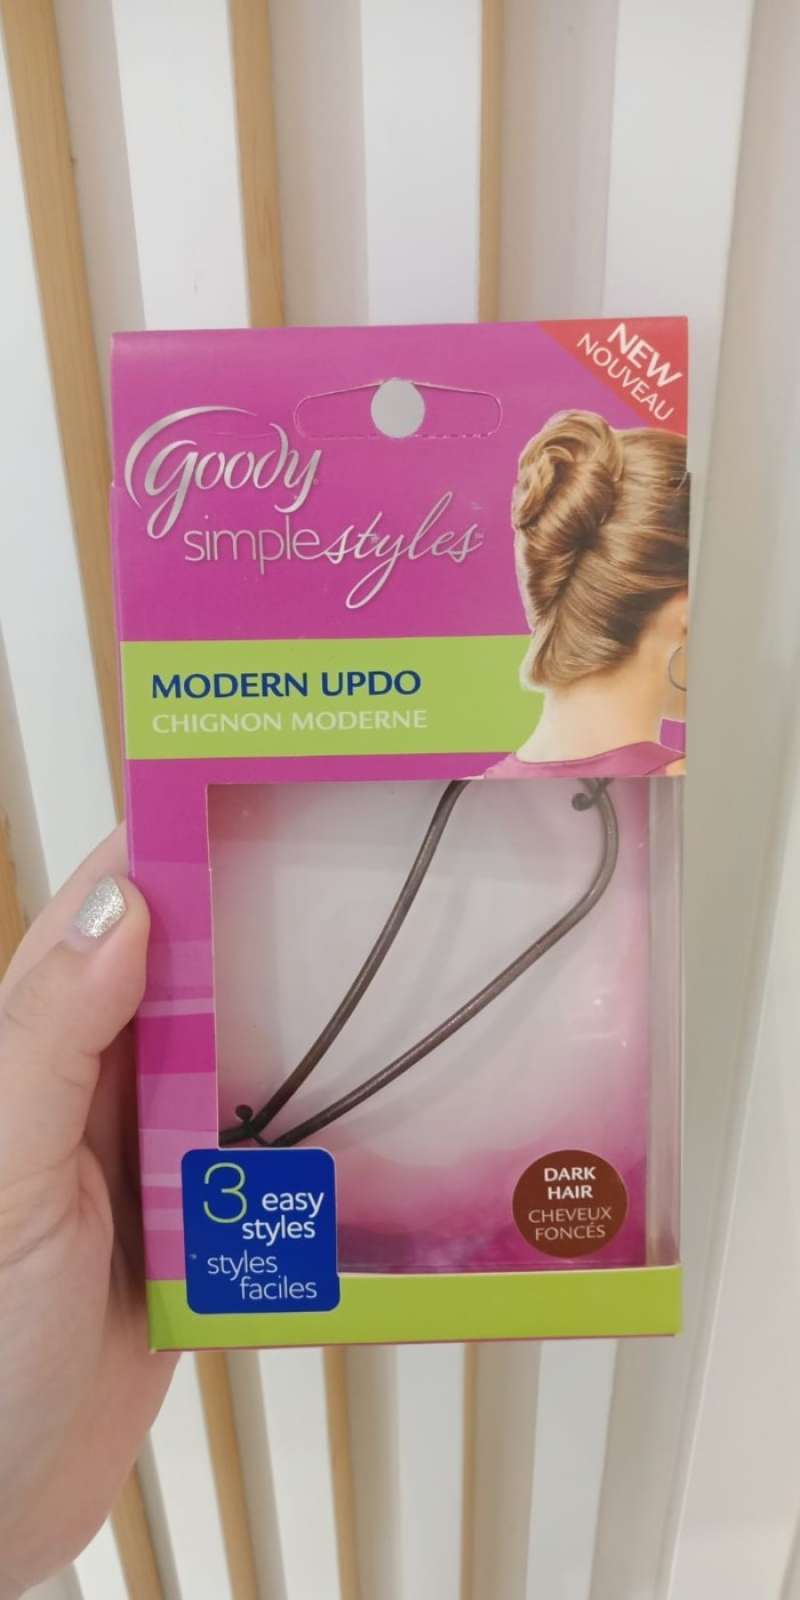 NEW
NOUVEAU
goody
simplestyles
MODERN UPDO
CHIGNON MODERNE
3 easy
styles
styles
faciles
DARK
HAIR
CHEVEUX
FONCÉS